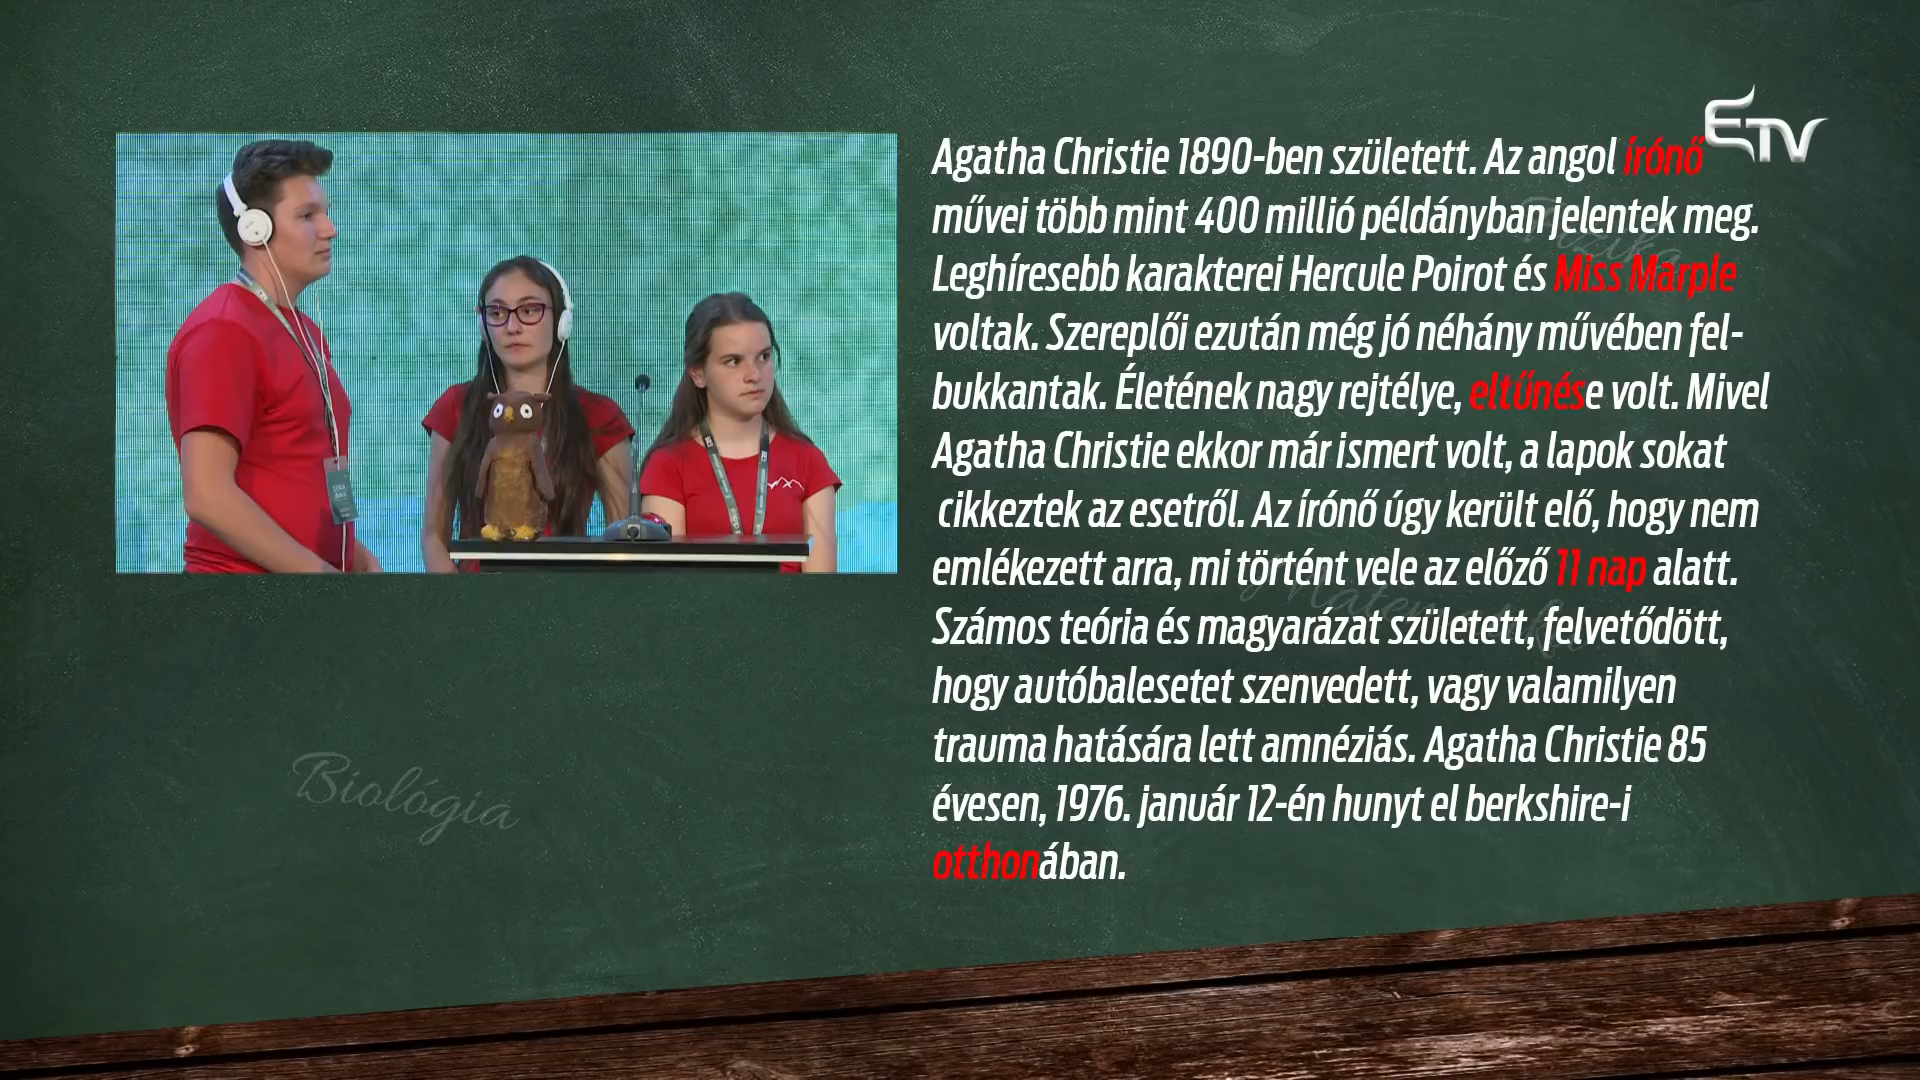 ETV
Agatha Christie 1890-ben született. Az angol írónő
művei több mint 400 millió példányban jelentek meg.
Leghíresebb karakterei Hercule Poirot és Miss Marple
voltak. Szereplői ezután még jó néhány művében fel-
bukkantak. Életének nagy rejtélye, eltűnése volt. Mivel
Agatha Christie ekkor már ismert volt, a lapok sokat
cikkeztek az esetről. Az írónő úgy került elő, hogy nem
emlékezett arra, mi történt vele az előző 11 nap alatt.
Számos teória és magyarázat született, felvetődött,
hogy autóbalesetet szenvedett, vagy valamilyen
trauma hatására lett amnéziás. Agatha Christie 85
évesen, 1976. január 12-én hunyt el berkshire-i
otthonában.
Fizika
Matematika
Biológia